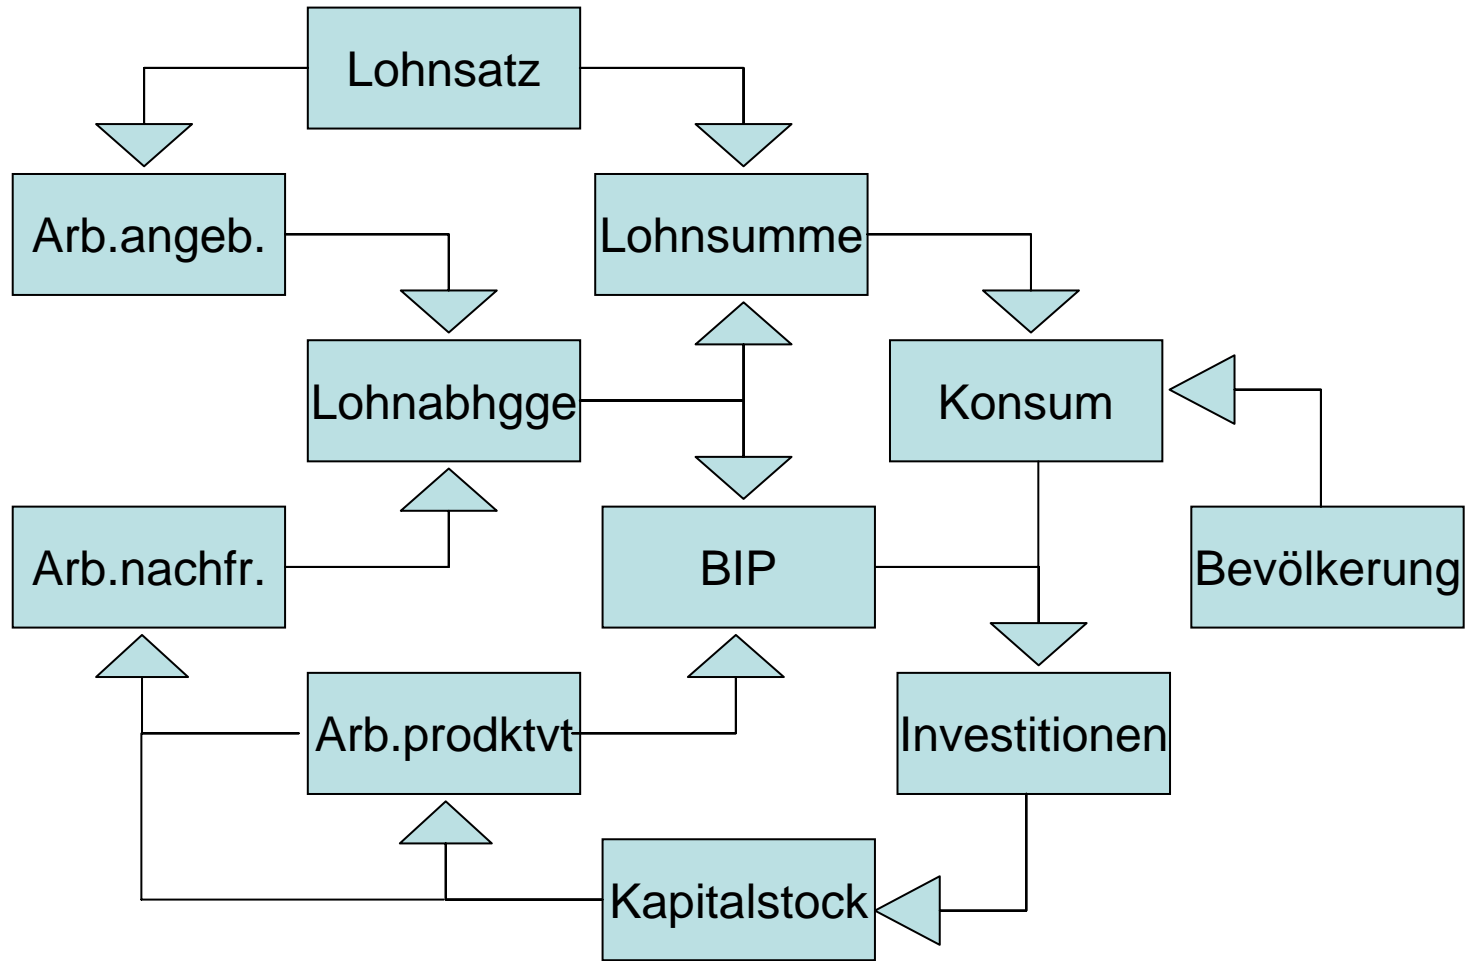 Lohnsatz
Arb.angeb.
Lohnsumme
Lohnabhgge
Konsum
Arb.nachfr.
BIP
Bevölkerung
Arb.prodktvt
Investitionen
Kapitalstock